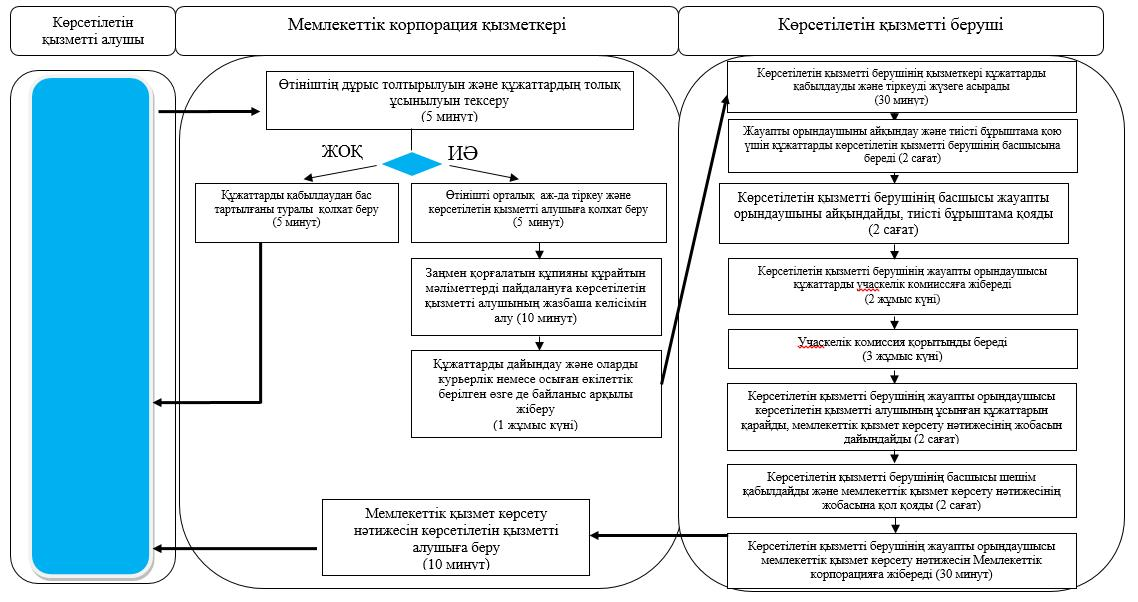 Көрсетілетін
қызметті алушы
Мемлекеттік корпорация қызметкері
Көрсетілетін қызметті беруші
Өтініштің дұрыс толтырылуын және құжаттардың толық
ұсынылуын тексеру
(5 минут)
ЖОҚ
ИӘ
Құжаттарды қабылдаудан бас
тартылғаны туралы қолхат беру
(5 минут)
Өтінішті орталық аж-да тіркеу және
көрсетілетін қызметті алушыға қолхат беру
(5 минут)
Заңмен қорғалатын құпияны құрайтын
мәліметтерді пайдалануға көрсетілетін
қызметті алушының жазбаша келісімін
алу (10 минут)
Құжаттарды дайындау және оларды
курьерлік немесе осыған өкілеттік
берілген өзге де байланыс арқылы
жіберу
(1 жұмыс күні)
Мемлекеттік қызмет көрсету
нәтижесін көрсетілетін қызметті
алушыға беру
(10 минут)
Көрсетілетін қызметті берушінің қызметкері құжаттарды
қабылдауды және тіркеуді жүзеге асырады
(30 минут)
Жауапты орындаушыны айқындау және тиісті бұрыштама қою
үшін құжаттарды көрсетілетін қызметті берушінің басшысына
береді (2 сағат)
Көрсетілетін қызметті берушінің басшысы жауапты
орындаушыны айқындайды, тиісті бұрыштама қояды
(2 сағат)
Көрсетілетін қызметті берушінің жауапты орындаушысы
құжаттарды учаскелік комиссяға жібереді
(2 жұмыс күні)
Учаскелік комиссия қорытынды береді
(3 жұмыс күні)
Көрсетілетін қызметті берушінің жауапты орындаушысы
көрсетілетін қызметті алушының ұсынған құжаттарын
қарайды, мемлекеттік қызмет көрсету нәтижесінің жобасын
дайындайды (2 сағат)
Көрсетілетін қызметті берушінің басшысы шешім
қабылдайды және мемлекеттік қызмет көрсету нәтижесінің
жобасына қол қояды (2 сағат)
Көрсетілетін қызметті берушінің жауапты орындаушысы
мемлекеттік қызмет көрсету нәтижесін Мемлекеттік
корпорацияға жібереді (30 минут)